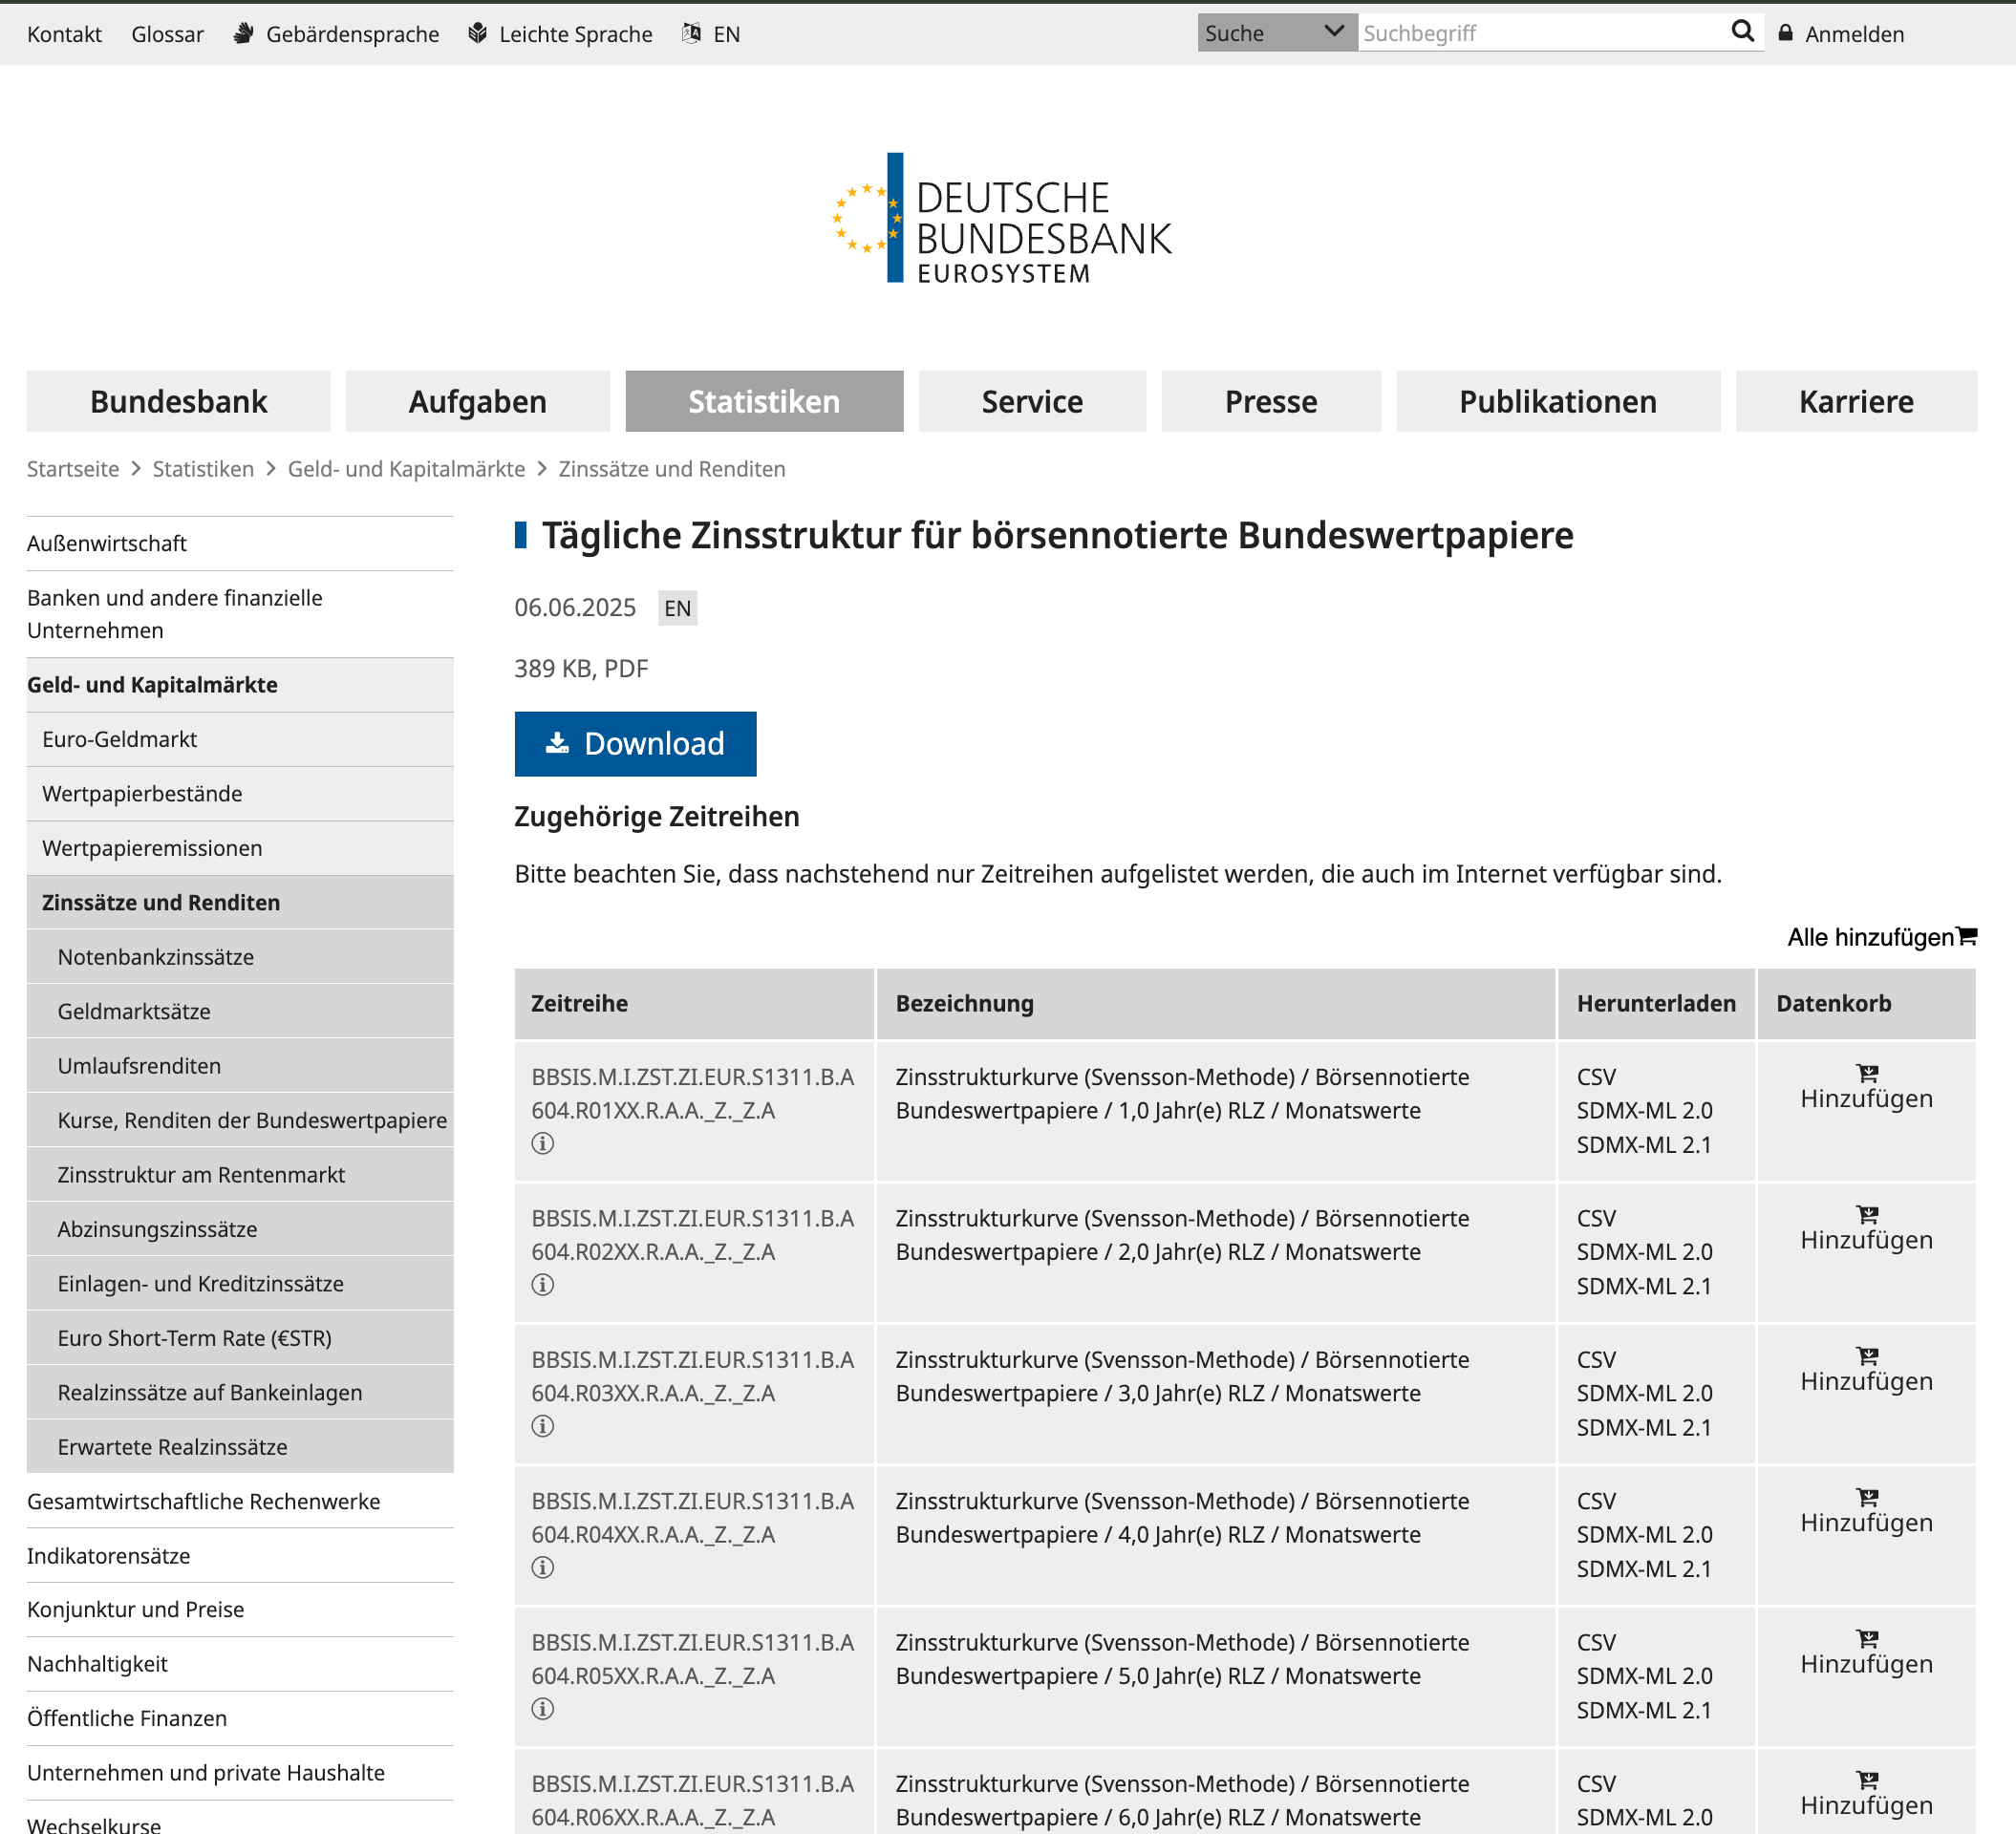 Kontakt Glossar Gebärdensprache Leichte Sprache EN Suche Suchbegriff Anmelden
DEUTSCHE
BUNDESBANK
EUROSYSTEM
Bundesbank Aufgaben Statistiken Service Presse Publikationen Karriere
Startseite > Statistiken > Geld- und Kapitalmärkte > Zinssätze und Renditen
Außenwirtschaft
Banken und andere finanzielle
Unternehmen
Geld- und Kapitalmärkte
Euro-Geldmarkt
Wertpapierbestände
Wertpapieremissionen
Zinssätze und Renditen
Notenbankzinssätze
Geldmarktsätze
Umlaufsrenditen
Kurse, Renditen der Bundeswertpapiere
Zinsstruktur am Rentenmarkt
Abzinsungszinssätze
Einlagen- und Kreditzinssätze
Euro Short-Term Rate (€STR)
Realzinssätze auf Bankeinlagen
Erwartete Realzinssätze
Gesamtwirtschaftliche Rechenwerke
Indikatorensätze
Konjunktur und Preise
Nachhaltigkeit
Öffentliche Finanzen
Unternehmen und private Haushalte
Wechselkurse
Tägliche Zinsstruktur für börsennotierte Bundeswertpapiere
06.06.2025 EN
389 KB, PDF
Download
Zugehörige Zeitreihen
Bitte beachten Sie, dass nachstehend nur Zeitreihen aufgelistet werden, die auch im Internet verfügbar sind.
Alle hinzufügen
Zeitreihe Bezeichnung Herunterladen Datenkorb
BBSIS.M.I.ZST.ZI.EUR.S1311.B.A
604.R01XX.R.A.A._Z._Z.A
Zinsstrukturkurve (Svensson-Methode) / Börsennotierte
Bundeswertpapiere / 1,0 Jahr(e) RLZ / Monatswerte
CSV
SDMX-ML 2.0
SDMX-ML 2.1
Hinzufügen
BBSIS.M.I.ZST.ZI.EUR.S1311.B.A
604.R02XX.R.A.A._Z._Z.A
Zinsstrukturkurve (Svensson-Methode) / Börsennotierte
Bundeswertpapiere / 2,0 Jahr(e) RLZ / Monatswerte
CSV
SDMX-ML 2.0
SDMX-ML 2.1
Hinzufügen
BBSIS.M.I.ZST.ZI.EUR.S1311.B.A
604.R03XX.R.A.A._Z._Z.A
Zinsstrukturkurve (Svensson-Methode) / Börsennotierte
Bundeswertpapiere / 3,0 Jahr(e) RLZ / Monatswerte
CSV
SDMX-ML 2.0
SDMX-ML 2.1
Hinzufügen
BBSIS.M.I.ZST.ZI.EUR.S1311.B.A
604.R04XX.R.A.A._Z._Z.A
Zinsstrukturkurve (Svensson-Methode) / Börsennotierte
Bundeswertpapiere / 4,0 Jahr(e) RLZ / Monatswerte
CSV
SDMX-ML 2.0
SDMX-ML 2.1
Hinzufügen
BBSIS.M.I.ZST.ZI.EUR.S1311.B.A
604.R05XX.R.A.A._Z._Z.A
Zinsstrukturkurve (Svensson-Methode) / Börsennotierte
Bundeswertpapiere / 5,0 Jahr(e) RLZ / Monatswerte
CSV
SDMX-ML 2.0
SDMX-ML 2.1
Hinzufügen
BBSIS.M.I.ZST.ZI.EUR.S1311.B.A
604.R06XX.R.A.A._Z._Z.A
Zinsstrukturkurve (Svensson-Methode) / Börsennotierte
Bundeswertpapiere / 6,0 Jahr(e) RLZ / Monatswerte
CSV
SDMX-ML 2.0
Hinzufügen